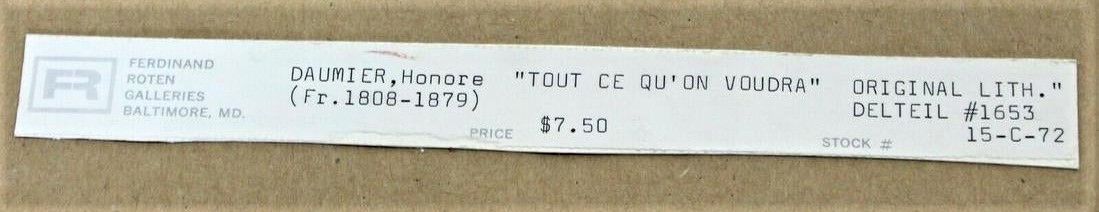 R
FERDINAND
ROTEN
GALLERIES
BALTIMORE, MD.
DAUMIER,Honore "TOUT CE QU'ON VOUDRA" ORIGINAL LITH."
(Fr.1808-1879) DELTEIL #1653
PRICE $7.50 STOCK # 15-C-72